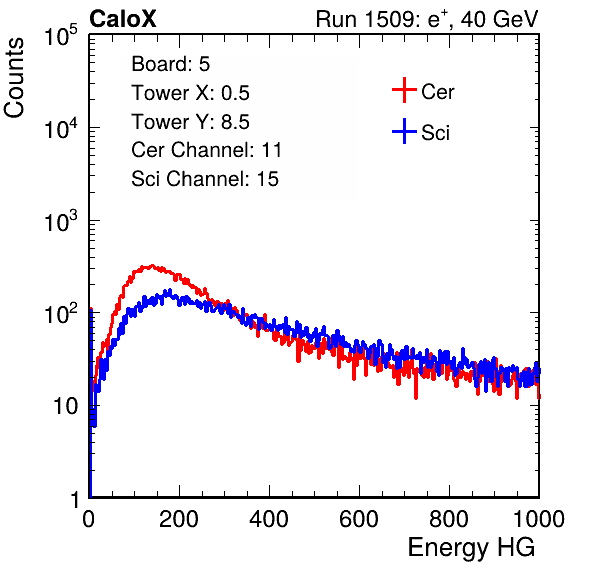 CaloX Run 1509: e⁺, 40 GeV
Counts
10⁵
10⁴
10³
10²
10
1
Board: 5
Tower X: 0.5
Tower Y: 8.5
Cer Channel: 11
Sci Channel: 15
Cer
Sci
0 200 400 600 800 1000
Energy HG